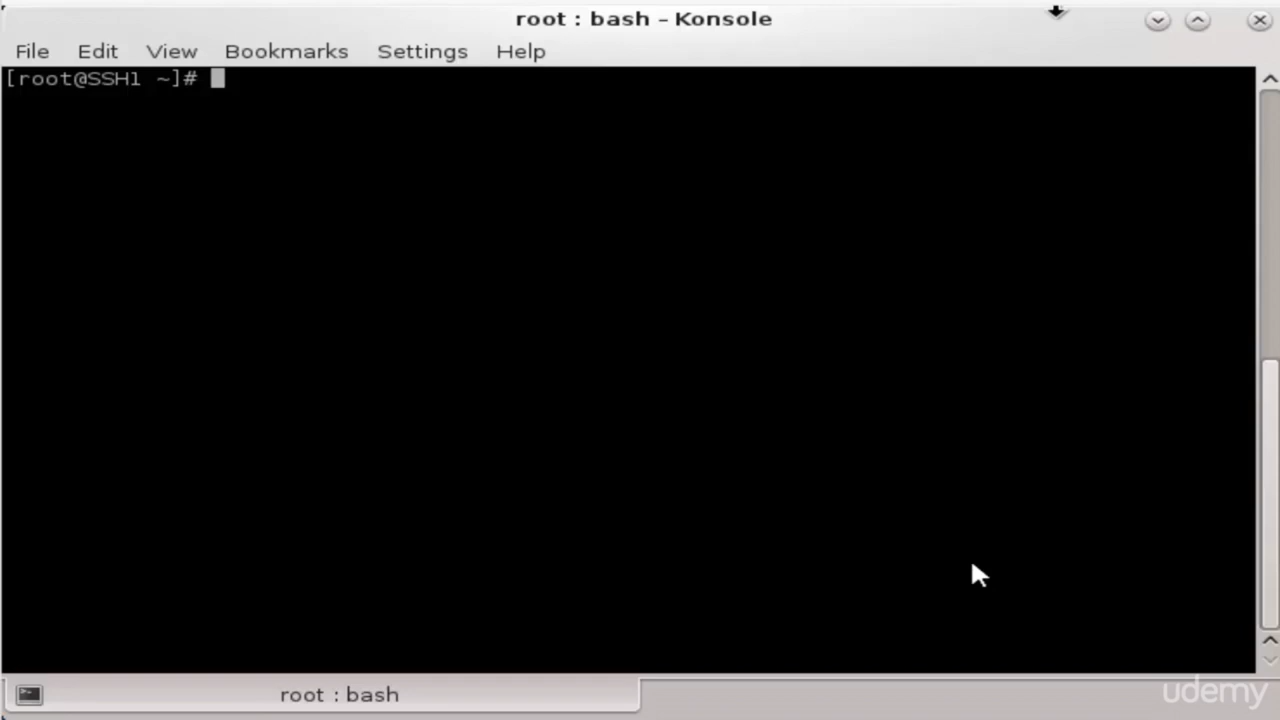 root : bash – Konsole
File Edit View Bookmarks Settings Help
[root@SSH1 ~]#
root : bash
udemy